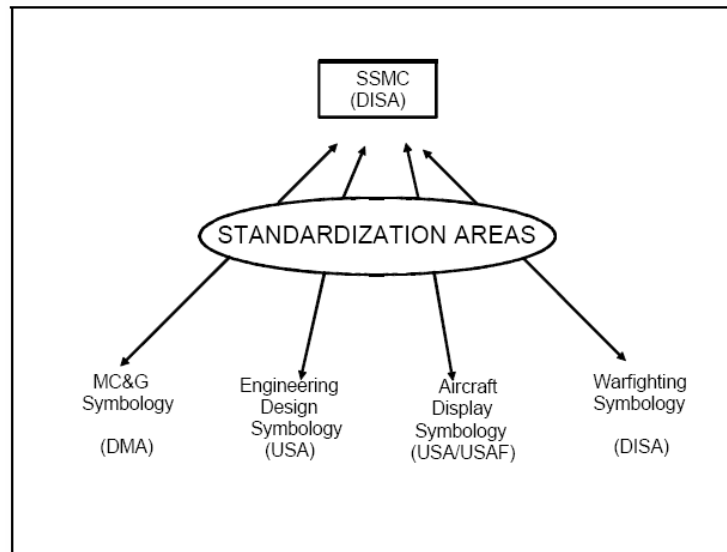 SSMC
(DISA)
STANDARDIZATION AREAS
MC&G
Symbology
(DMA)
Engineering
Design
Symbology
(USA)
Aircraft
Display
Symbology
(USA/USAF)
Warfighting
Symbology
(DISA)